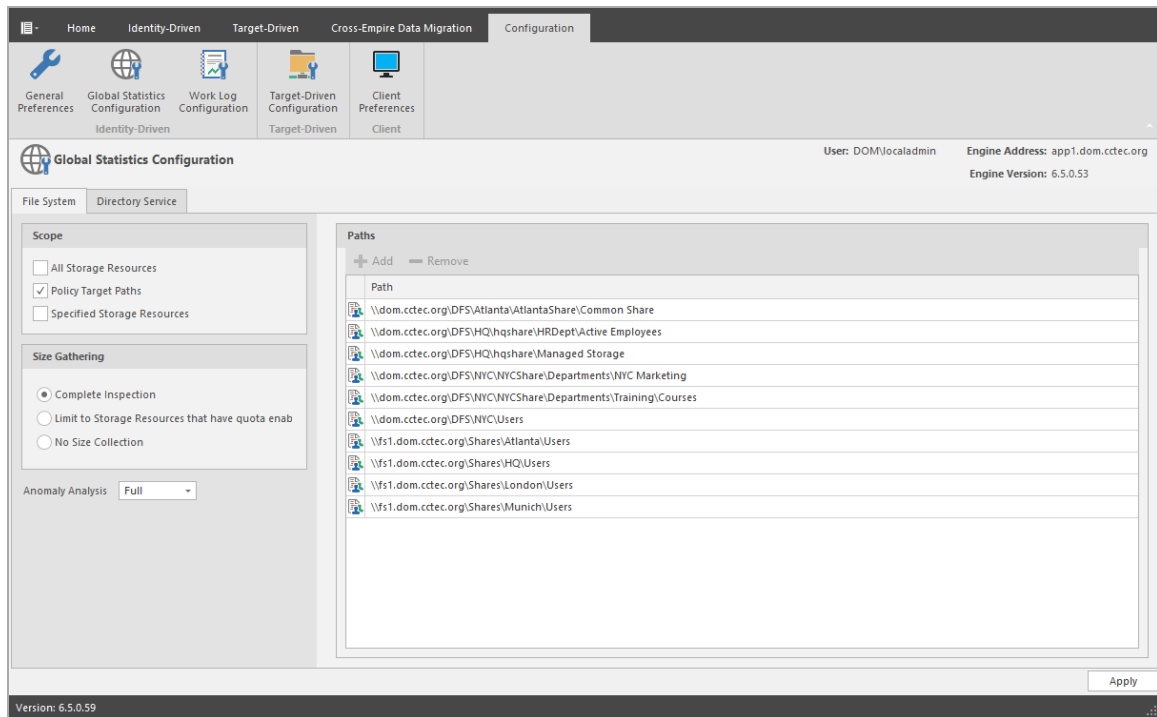 Home Identity-Driven Target-Driven Cross-Empire Data Migration Configuration
General Preferences
Global Statistics Configuration
Work Log Configuration
Target-Driven Configuration
Client Preferences
Identity-Driven Target-Driven Client
Global Statistics Configuration
User: DOM\localadmin
Engine Address: app1.dom.cctec.org
Engine Version: 6.5.0.53
File System Directory Service
Scope
All Storage Resources
Policy Target Paths
Specified Storage Resources
Size Gathering
Complete Inspection
Limit to Storage Resources that have quota enab
No Size Collection
Anomaly Analysis Full
Paths
Add Remove
Path
\\dom.cctec.org\DFS\Atlanta\AtlantaShare\Common Share
\\dom.cctec.org\DFS\HQ\hqshare\HRDept\Active Employees
\\dom.cctec.org\DFS\HQ\hqshare\Managed Storage
\\dom.cctec.org\DFS\NYC\NYCShare\Departments\NYC Marketing
\\dom.cctec.org\DFS\NYC\NYCShare\Departments\Training\Courses
\\dom.cctec.org\DFS\NYC\Users
\\fs1.dom.cctec.org\Shares\Atlanta\Users
\\fs1.dom.cctec.org\Shares\HQ\Users
\\fs1.dom.cctec.org\Shares\London\Users
\\fs1.dom.cctec.org\Shares\Munich\Users
Apply
Version: 6.5.0.59